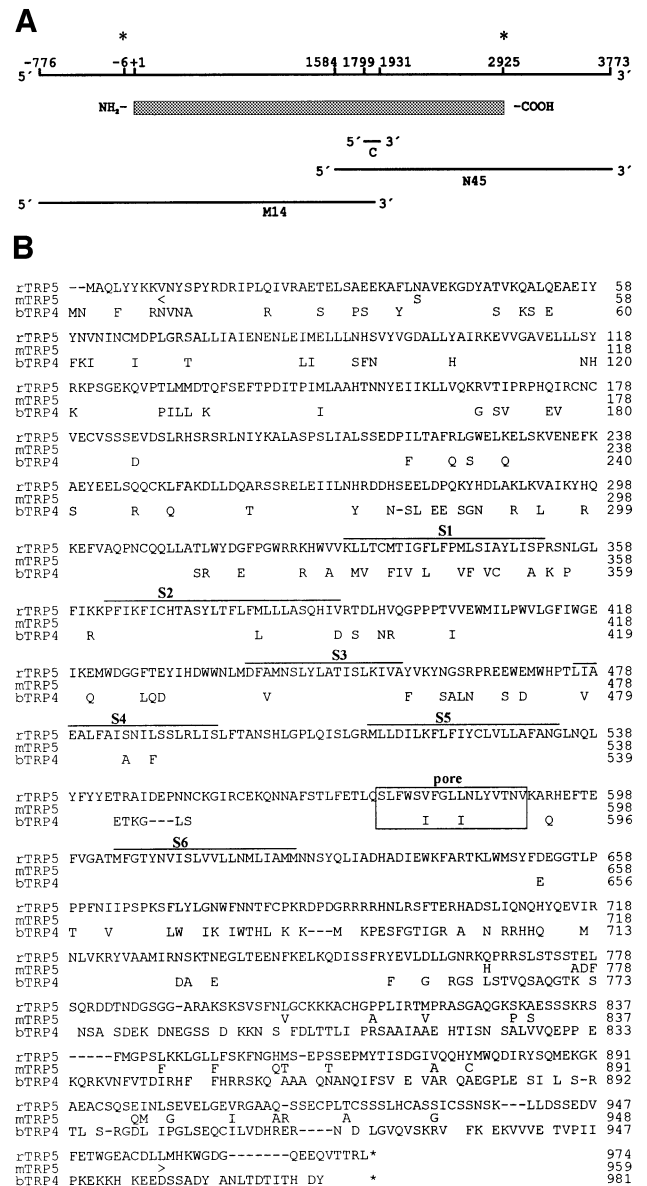 A
* *
-776 -6+1 1584 1799 1931 2925 3773
5´ 3´
NH₂- -COOH
5´ 3´
C
5´ 3´
N45
5´ 3´
M14
B
rTRP5 --MAQLYYKKVNYSPYRDRIPLQIVRAETELSAEEKAFLNAVEKGDYATVKQALQEAEIY 58
mTRP5 < S 58
bTRP4 MN F RNVNA R S PS Y S KS E 60
rTRP5 YNVNINCMDPLGRSALLIAIENENLEIMELLLNHSVYVGDALLYAIRKEVVGAVELLLSY 118
mTRP5 118
bTRP4 FKI I T LI SFN H NH 120
rTRP5 RKPSGEKQVPTLMMDTQFSEFTPDITPIMLAAHTNNYEIIKLLVQKRVTIPRPHQIRCNC 178
mTRP5 178
bTRP4 K PILL K I G SV EV 180
rTRP5 VECVSSSEVDSLRHSRSRLNIYKALASPSLIALSSEDPILTAFRLGWELKELSKVENEFK 238
mTRP5 238
bTRP4 D F Q S Q 240
rTRP5 AEYEELSQQCKLFAKDLLDQARSSRELEIILNHRDDHSEELDPQKYHDLAKLKVAIKYHQ 298
mTRP5 298
bTRP4 S R Q T Y N-SL EE SGN R L R 299
S1
rTRP5 KEFVAQPNCQQLLATLWYDGFPGWRRKHWVVKLLTCMTIGFLFPMLSIAYLISPRSNLGL 358
mTRP5 358
bTRP4 SR E R A MV FIV L VF VC A K P 359
S2
rTRP5 FIKKPFIKFICHTASYLTFLFMLLLASQHIVRTDLHVQGPPPTVVEWMILPWVLGFIWGE 418
mTRP5 418
bTRP4 R L D S NR I 419
S3
rTRP5 IKEMWDGGFTEYIHDWWNLMDFAMNSLYLATISLKIVAYVKYNGSRPREEWEMWHPTLIA 478
mTRP5 478
bTRP4 Q LQD V F SALN S D V 479
S4 S5
rTRP5 EALFAISNILSSLRLISLFTANSHLGPLQISLGRMLLDILKFLFIYCLVLLAFANGLNQL 538
mTRP5 538
bTRP4 A F 539
pore
rTRP5 YFYYETRAIDEPNNCKGIRCEKQNNAFSTLFETLQSLFWSVFGLLNLYVTNVKARHEFTE 598
mTRP5 598
bTRP4 ETKG---LS I I Q 596
S6
rTRP5 FVGATMFGTYNVISLVVLLNMLIAMMNNSYQLIADHADIEWKFARTKLWMSYFDEGGTLP 658
mTRP5 658
bTRP4 E 656
rTRP5 PPFNIIPSPKSFLYLGNWFNNTFCPKRDPDGRRRRHNLRSFTERHADSLIQNQHYQEVIR 718
mTRP5 718
bTRP4 T V LW IK IWTHL K K---M KPESFGTIGR A N RRHHQ M 713
rTRP5 NLVKRYVAAMIRNSKTNEGLTEENFKELKQDISSFRYEVLDLLGNRKQPRRSLSTSSTEL 778
mTRP5 H ADF 778
bTRP4 DA E F G RGS LSTVQSAQGTK S 773
rTRP5 SQRDDTNDGSGG-ARAKSKSVSFNLGCKKKACHGPPLIRTMPRASGAQGKSKAESSSKRS 837
mTRP5 V A V P S 837
bTRP4 NSA SDEK DNEGSS D KKN S FDLTTLI PRSAAIAAE HTISN SALVVQEPP E 833
rTRP5 -----FMGPSLKKLGLLFSKFNGHMS-EPSSEPMYTISDGIVQQHYMWQDIRYSQMEKGK 891
mTRP5 F F QT T A C 891
bTRP4 KQRKVNFVTDIRHF FHRRSKQ AAA QNANQIFSV E VAR QAEGPLE SI L S-R 892
rTRP5 AEACSQSEINLSEVELGEVRGAAQ-SSECPLTCSSSLHCASSICSSNSK---LLDSSEDV 947
mTRP5 QM G I AR A G 948
bTRP4 TL S-RGDL IPGLSEQCILVDHRER----N D LGVQVSKRV FK EKVVVE TVPII 947
rTRP5 FETWGEACDLLMHKWGDG-------QEEQVTTRL* 974
mTRP5 > 959
bTRP4 PKEKKH KEEDSSADY ANLTDTITH DY * 981